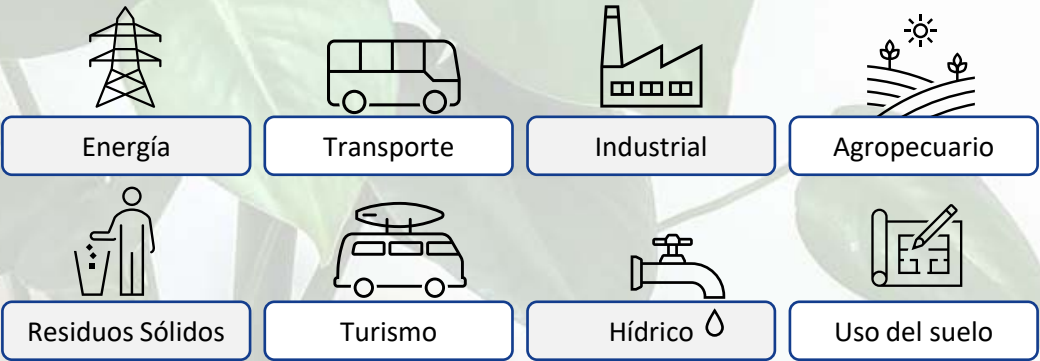 Energía
Transporte
Industrial
Agropecuario
Residuos Sólidos
Turismo
Hídrico
Uso del suelo